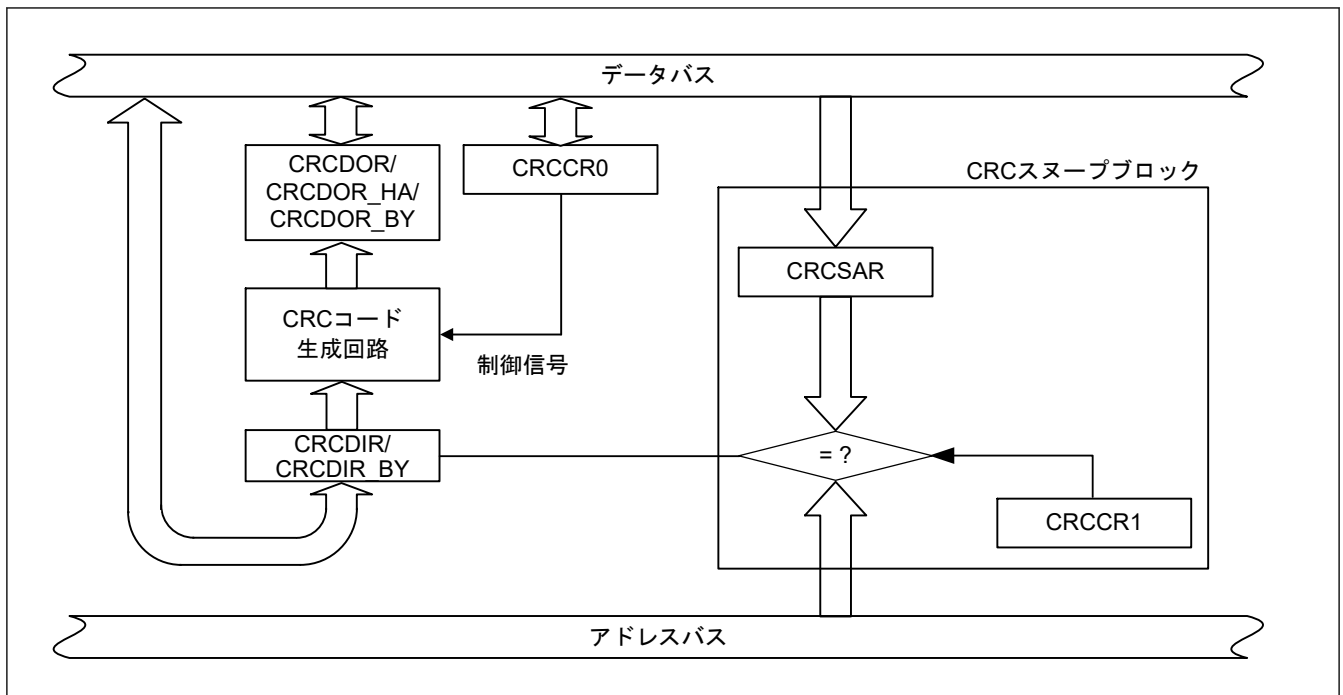 データバス
CRCDOR/
CRCDOR_HA/
CRCDOR_BY
CRCCR0
CRCスヌープブロック
CRCSAR
CRCコード
生成回路
制御信号
CRCDIR/
CRCDIR_BY
= ?
CRCCR1
アドレスバス